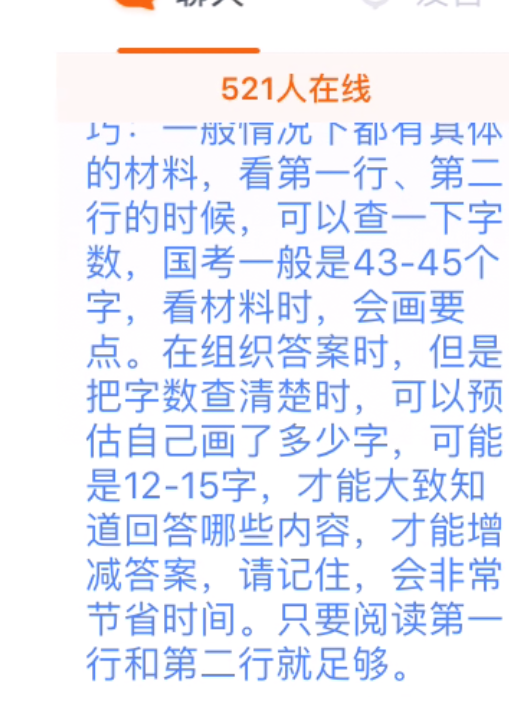 521人在线
巧：一般情况下都有具体
的材料，看第一行、第二
行的时候，可以查一下字
数，国考一般是43-45个
字，看材料时，会画要
点。在组织答案时，但是
把字数查清楚时，可以预
估自己画了多少字，可能
是12-15字，才能大致知
道回答哪些内容，才能增
减答案，请记住，会非常
节省时间。只要阅读第一
行和第二行就足够。